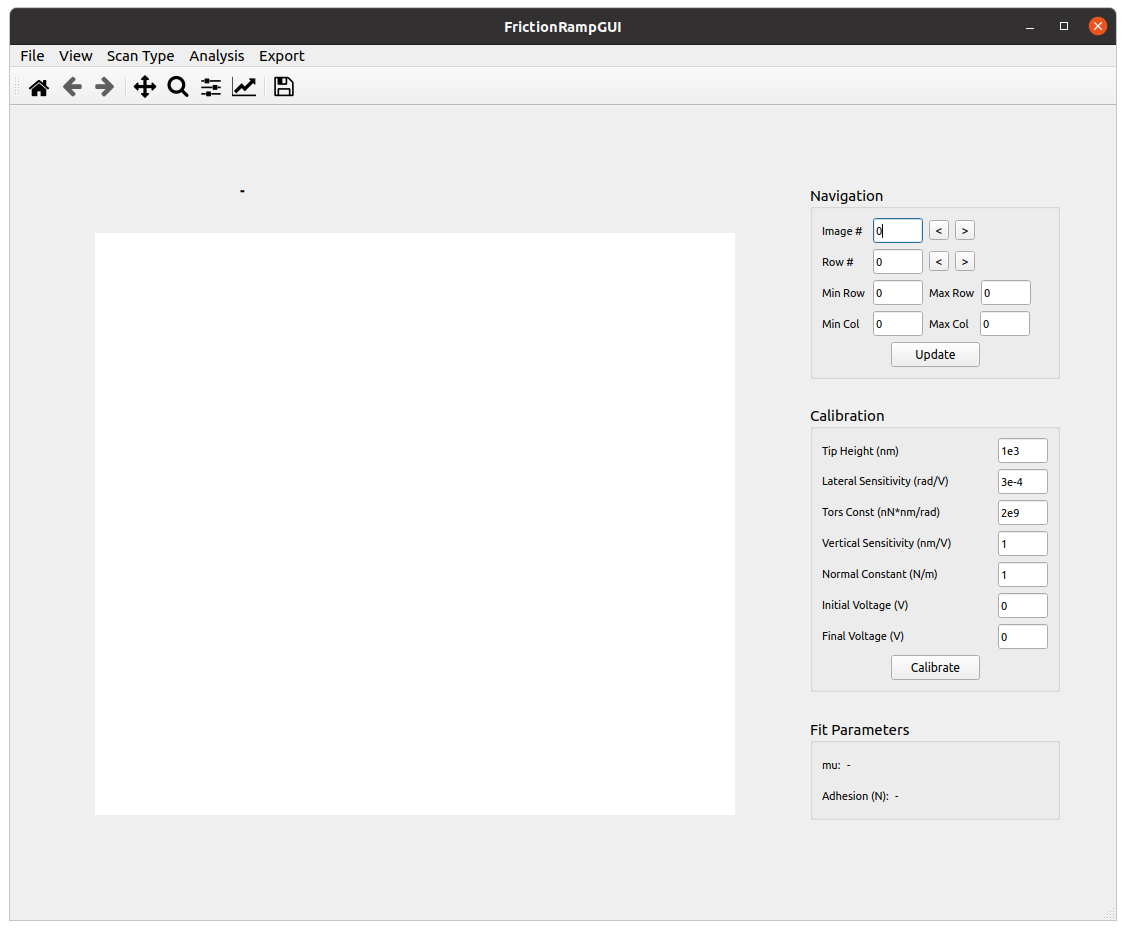 FrictionRampGUI
File View Scan Type Analysis Export
-
Navigation
Image # 0 < >
Row # 0 < >
Min Row 0 Max Row 0
Min Col 0 Max Col 0
Update
Calibration
Tip Height (nm) 1e3
Lateral Sensitivity (rad/V) 3e-4
Tors Const (nN*nm/rad) 2e9
Vertical Sensitivity (nm/V) 1
Normal Constant (N/m) 1
Initial Voltage (V) 0
Final Voltage (V) 0
Calibrate
Fit Parameters
mu: -
Adhesion (N): -